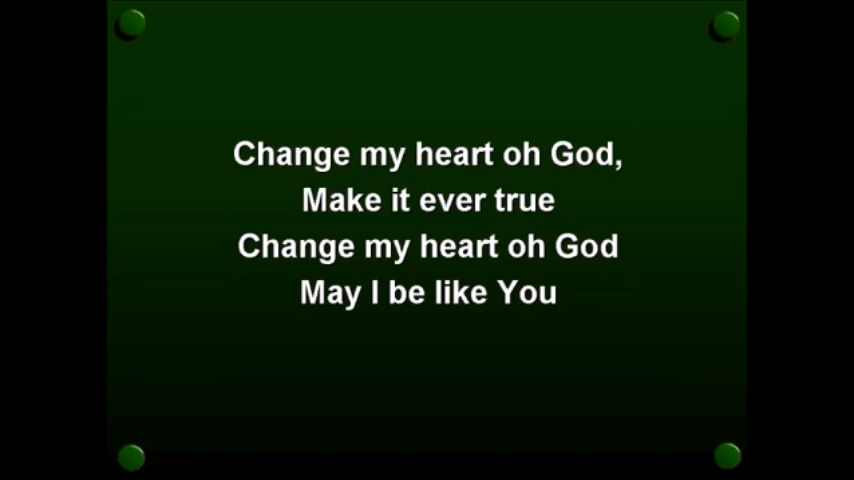 Change my heart oh God,
Make it ever true
Change my heart oh God
May I be like You